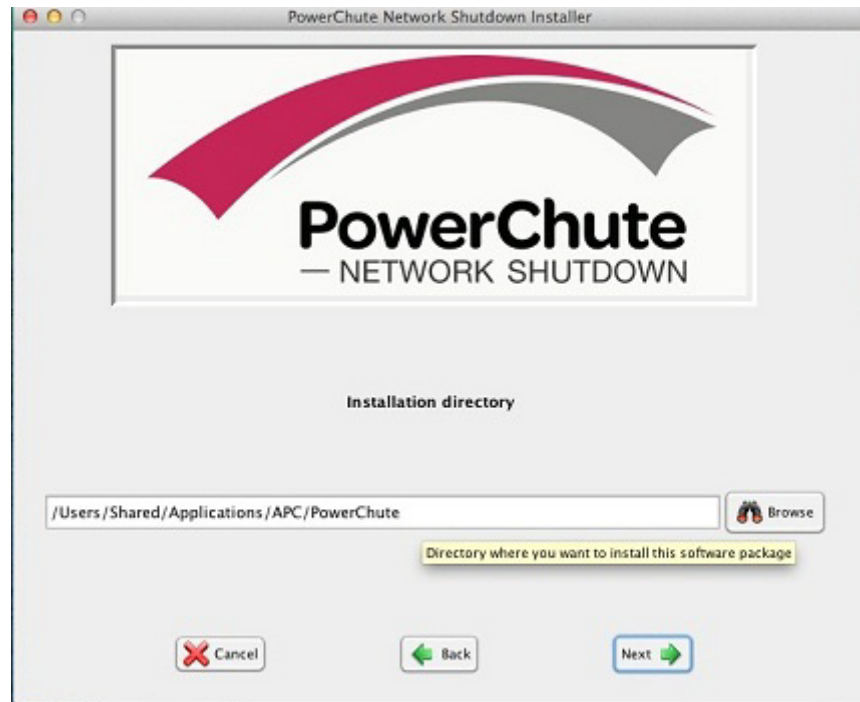 PowerChute Network Shutdown Installer
PowerChute
— NETWORK SHUTDOWN
Installation directory
/Users/Shared/Applications/APC/PowerChute
Browse
Directory where you want to install this software package
Cancel
Back
Next